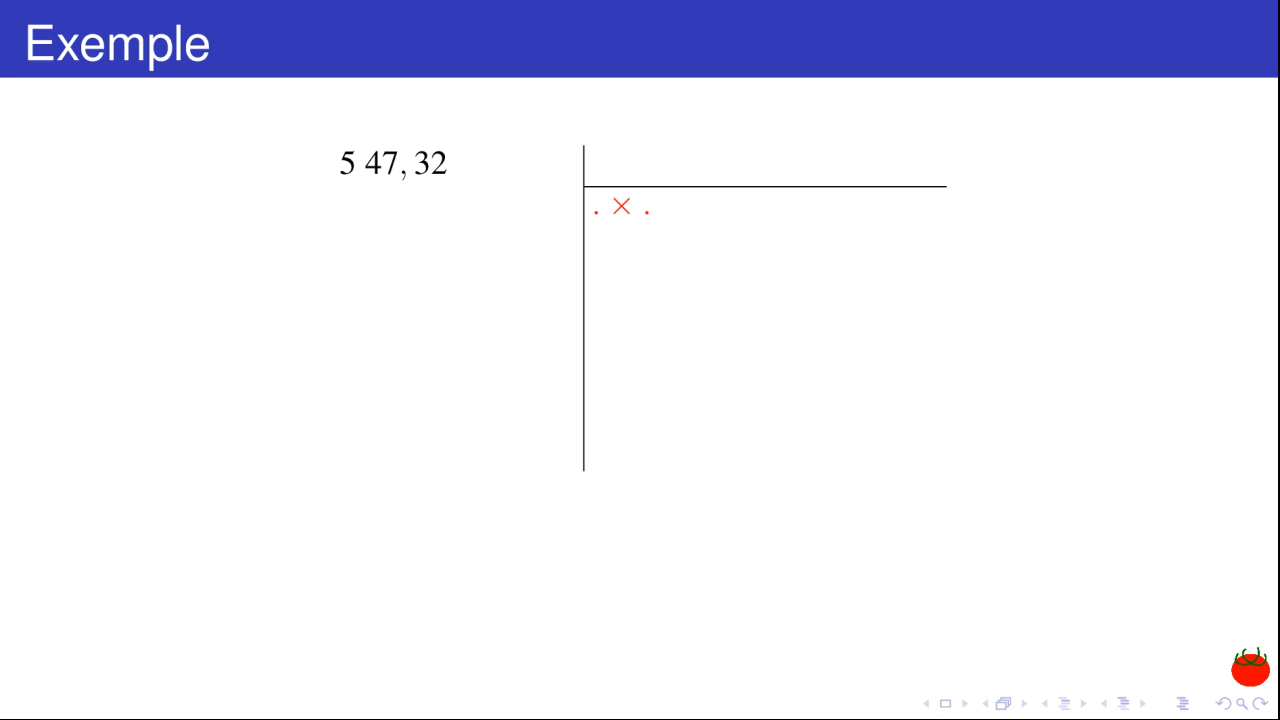 Exemple
5 47, 32
. × .